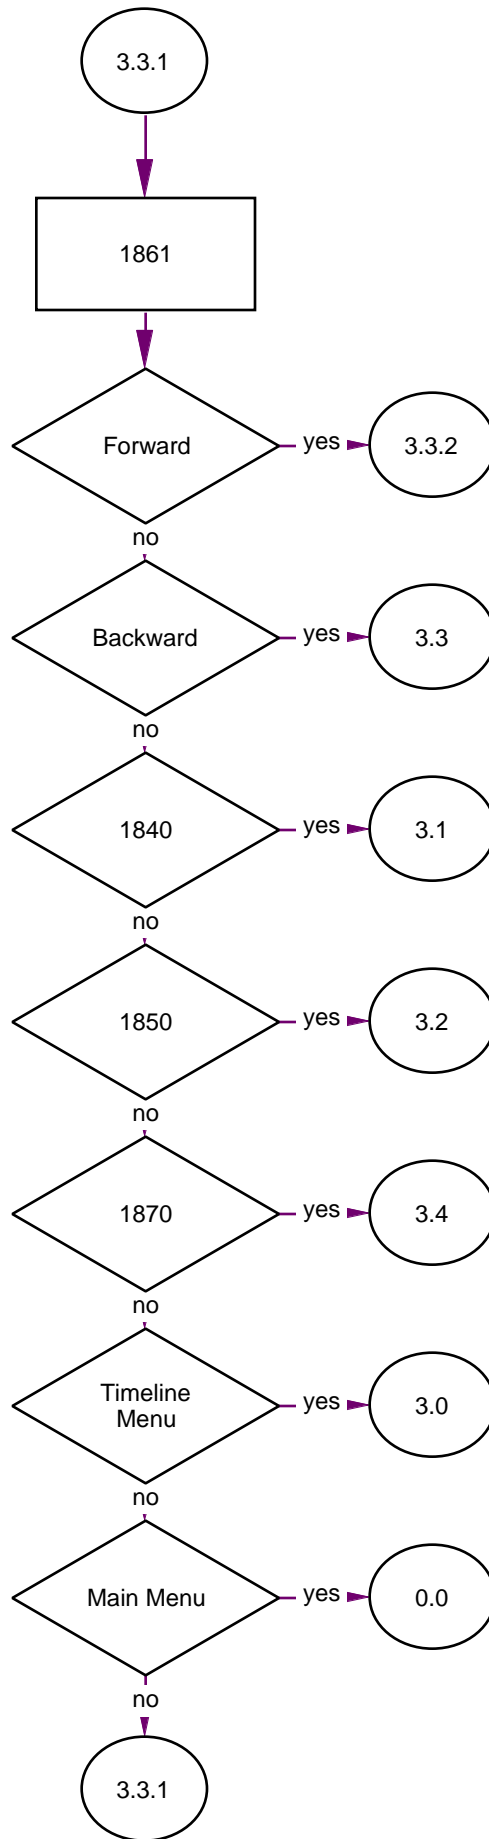 3.3.1
1861
Forward
yes
3.3.2
no
Backward
yes
3.3
no
1840
yes
3.1
no
1850
yes
3.2
no
1870
yes
3.4
no
Timeline
Menu
yes
3.0
no
Main Menu
yes
0.0
no
3.3.1